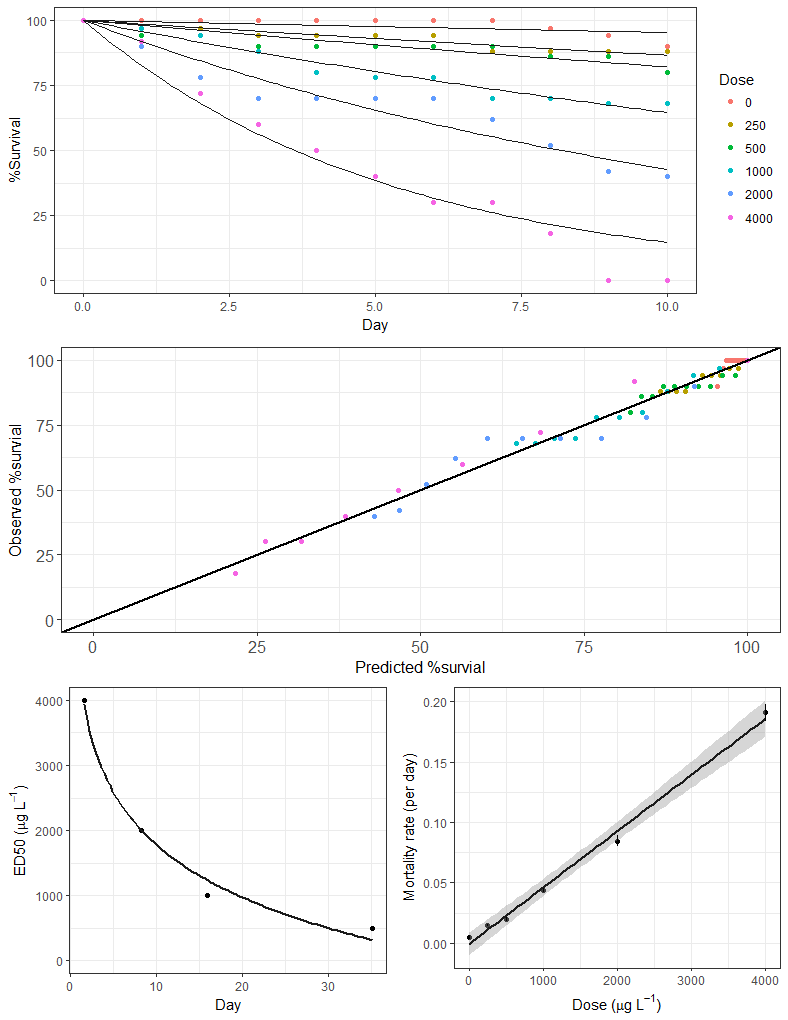 100
75
50
25
0
%Survival
0.0 2.5 5.0 7.5 10.0
Day
Dose
0
250
500
1000
2000
4000
100
75
50
25
0
Observed %survial
0 25 50 75 100
Predicted %survial
4000
3000
2000
1000
0
ED50 (μg L⁻¹)
0 10 20 30
Day
0.20
0.15
0.10
0.05
0.00
Mortality rate (per day)
0 1000 2000 3000 4000
Dose (μg L⁻¹)